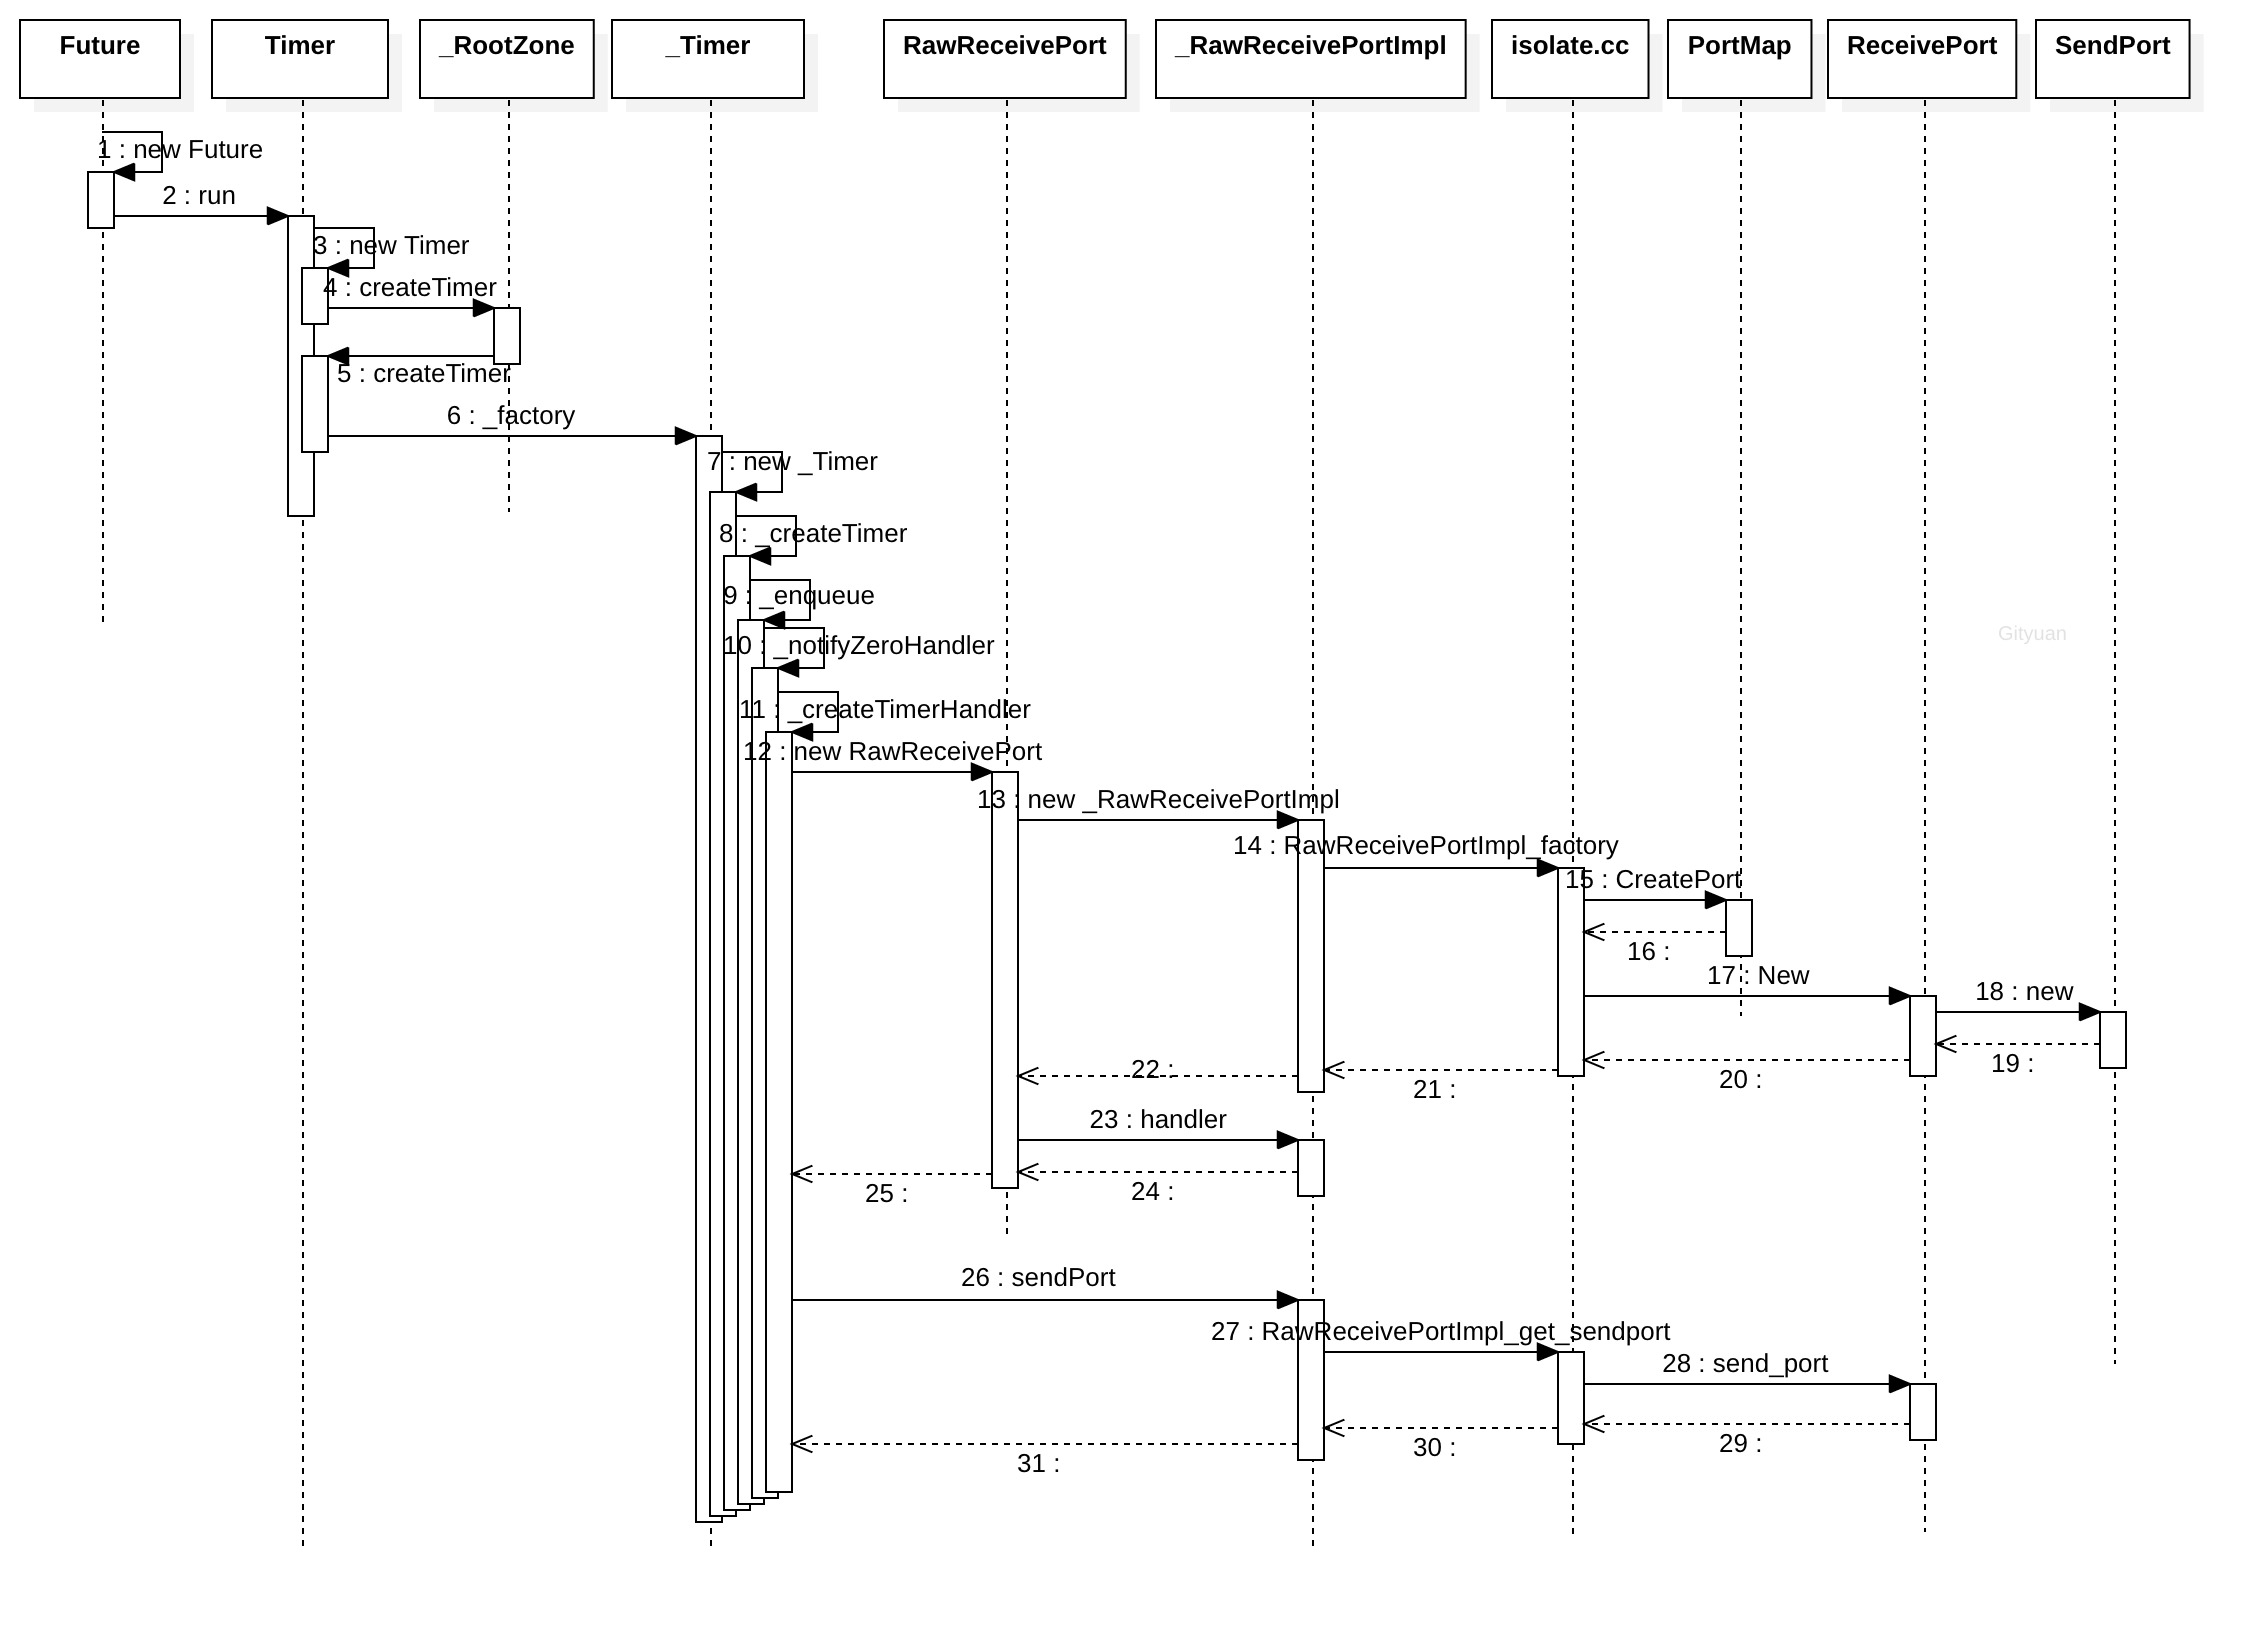 Future
Timer
_RootZone
_Timer
RawReceivePort
_RawReceivePortImpl
isolate.cc
PortMap
ReceivePort
SendPort
1 : new Future
2 : run
3 : new Timer
4 : createTimer
5 : createTimer
6 : _factory
7 : new _Timer
8 : _createTimer
9 : _enqueue
Gityuan
10 : _notifyZeroHandler
11 : _createTimerHandler
12 : new RawReceivePort
13 : new _RawReceivePortImpl
14 : RawReceivePortImpl_factory
15 : CreatePort
16 :
17 : New
18 : new
19 :
20 :
21 :
22 :
23 : handler
24 :
25 :
26 : sendPort
27 : RawReceivePortImpl_get_sendport
28 : send_port
29 :
30 :
31 :